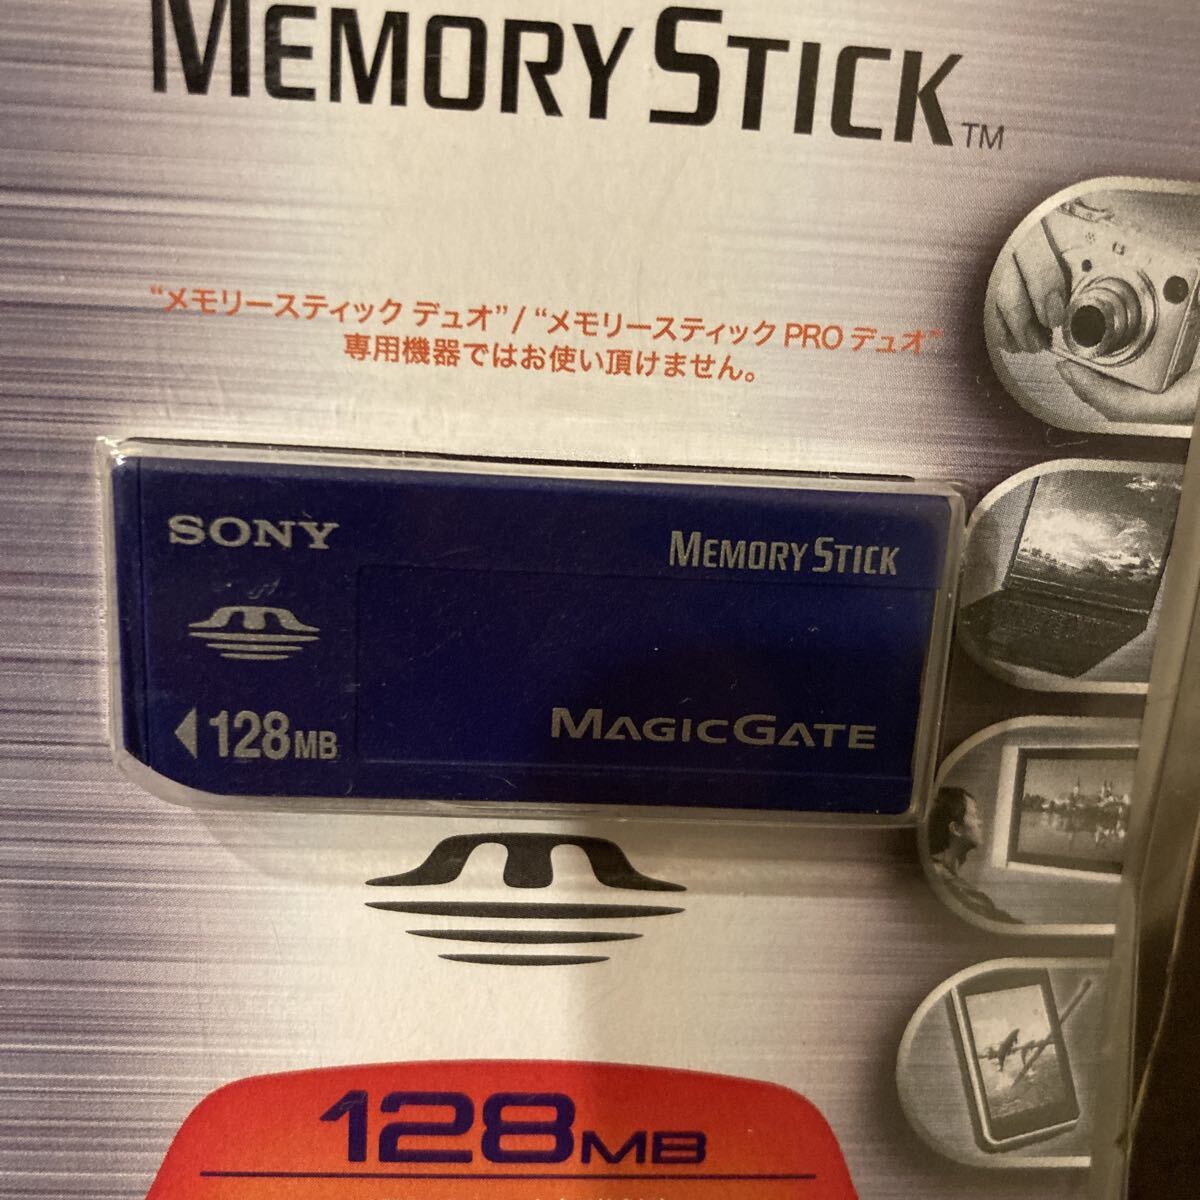 MEMORY STICK TM
“メモリースティック デュオ”/“メモリースティック PRO デュオ”
専用機器ではお使い頂けません。
SONY
MEMORY STICK
◀128MB
MAGICGATE
128MB